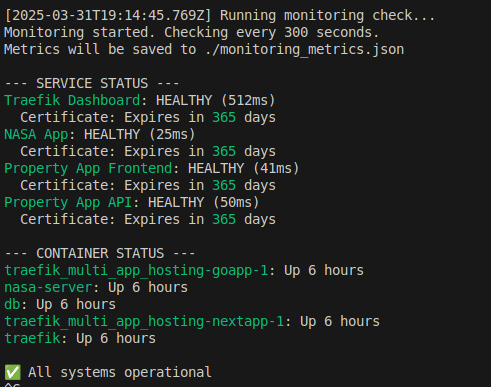 [2025-03-31T19:14:45.769Z] Running monitoring check...
Monitoring started. Checking every 300 seconds.
Metrics will be saved to ./monitoring_metrics.json
--- SERVICE STATUS ---
Traefik Dashboard: HEALTHY (512ms)
Certificate: Expires in 365 days
NASA App: HEALTHY (25ms)
Certificate: Expires in 365 days
Property App Frontend: HEALTHY (41ms)
Certificate: Expires in 365 days
Property App API: HEALTHY (50ms)
Certificate: Expires in 365 days
--- CONTAINER STATUS ---
traefik_multi_app_hosting-goapp-1: Up 6 hours
nasa-server: Up 6 hours
db: Up 6 hours
traefik_multi_app_hosting-nextapp-1: Up 6 hours
traefik: Up 6 hours
✅ All systems operational